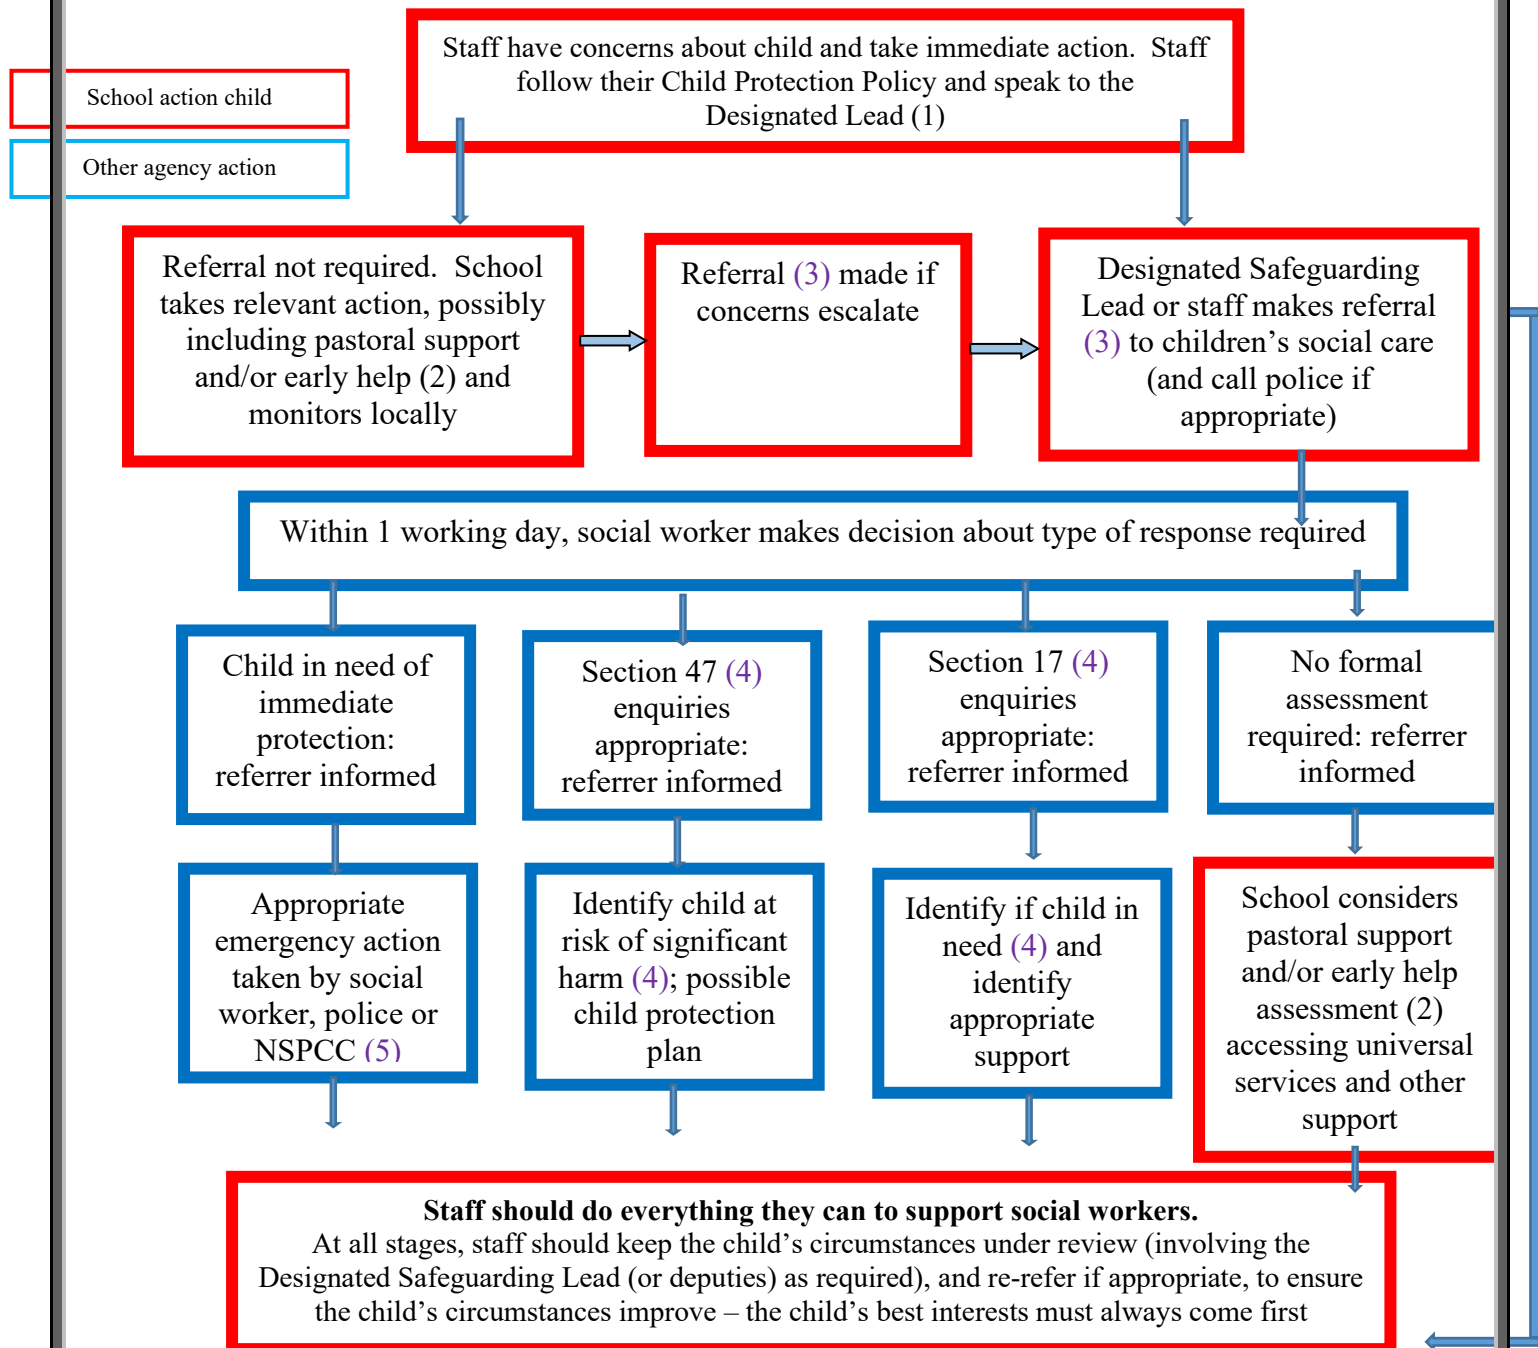 Staff have concerns about child and take immediate action.  Staff
follow their Child Protection Policy and speak to the
Designated Lead (1)
School action child
Other agency action
Referral not required.  School
takes relevant action, possibly
including pastoral support
and/or early help (2) and
monitors locally
Referral (3) made if
concerns escalate
Designated Safeguarding
Lead or staff makes referral
(3) to children’s social care
(and call police if
appropriate)
Within 1 working day, social worker makes decision about type of response required
Child in need of
immediate
protection:
referrer informed
Section 47 (4)
enquiries
appropriate:
referrer informed
Section 17 (4)
enquiries
appropriate:
referrer informed
No formal
assessment
required: referrer
informed
Appropriate
emergency action
taken by social
worker, police or
NSPCC (5)
Identify child at
risk of significant
harm (4); possible
child protection
plan
Identify if child in
need (4) and
identify
appropriate
support
School considers
pastoral support
and/or early help
assessment (2)
accessing universal
services and other
support
Staff should do everything they can to support social workers.
At all stages, staff should keep the child’s circumstances under review (involving the
Designated Safeguarding Lead (or deputies) as required), and re-refer if appropriate, to ensure
the child’s circumstances improve – the child’s best interests must always come first